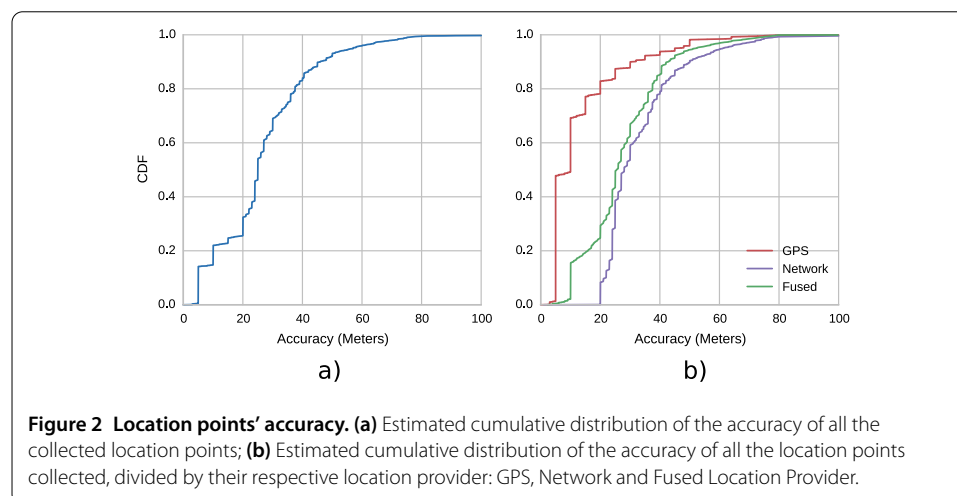 1.0
0.8
0.6
0.4
0.2
0.0
CDF
0 20 40 60 80 100
Accuracy (Meters)
a)
1.0
0.8
0.6
0.4
0.2
0.0
GPS
Network
Fused
0 20 40 60 80 100
Accuracy (Meters)
b)
Figure 2 Location points’ accuracy. (a) Estimated cumulative distribution of the accuracy of all the
collected location points; (b) Estimated cumulative distribution of the accuracy of all the location points
collected, divided by their respective location provider: GPS, Network and Fused Location Provider.